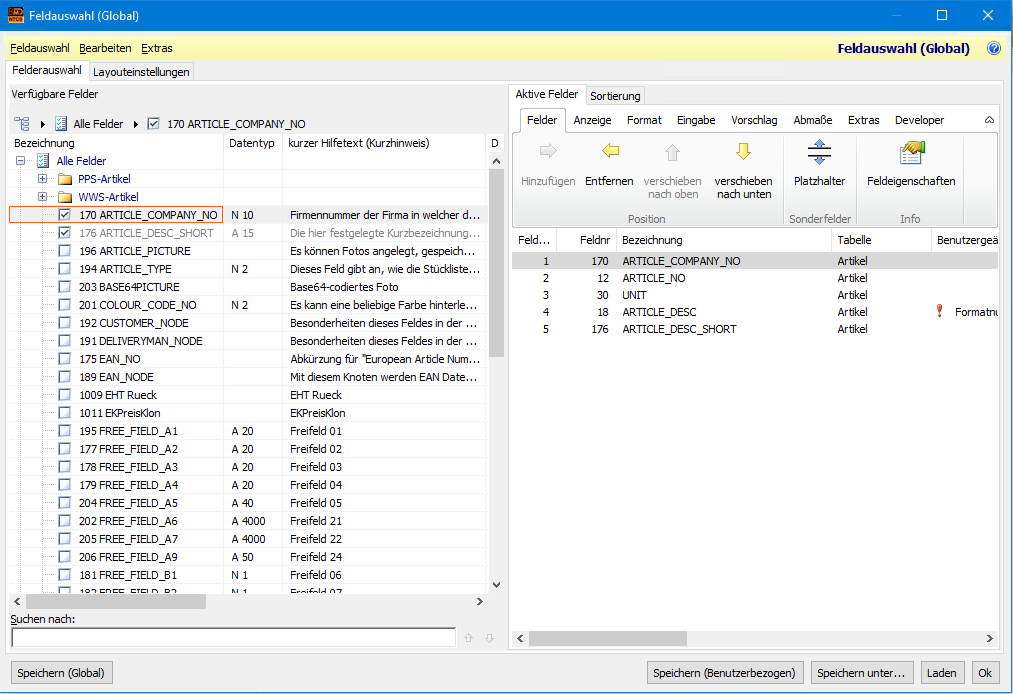 Feldauswahl (Global)
Feldauswahl Bearbeiten Extras
Feldauswahl (Global)
Felderauswahl Layouteinstellungen
Verfügbare Felder
Alle Felder 170 ARTICLE_COMPANY_NO
Bezeichnung Datentyp kurzer Hilfetext (Kurzhinweis) D
Alle Felder
PPS-Artikel
WWS-Artikel
170 ARTICLE_COMPANY_NO N 10 Firmennummer der Firma in welcher d...
176 ARTICLE_DESC_SHORT A 15 Die hier festgelegte Kurzbezeichnung...
196 ARTICLE_PICTURE Es können Fotos angelegt, gespeich...
194 ARTICLE_TYPE N 2 Dieses Feld gibt an, wie die Stückliste...
203 BASE64PICTURE Base64-codiertes Foto
201 COLOUR_CODE_NO N 2 Es kann eine beliebige Farbe hinterle...
192 CUSTOMER_NODE Besonderheiten dieses Feldes in der ...
191 DELIVERYMAN_NODE Besonderheiten dieses Feldes in der ...
175 EAN_NO Abkürzung für "European Article Num...
189 EAN_NODE Mit diesem Knoten werden EAN Date...
1009 EHT Rueck EHT Rueck
1011 EKPreisKlon EKPreisKlon
195 FREE_FIELD_A1 A 20 Freifeld 01
177 FREE_FIELD_A2 A 20 Freifeld 02
178 FREE_FIELD_A3 A 20 Freifeld 03
179 FREE_FIELD_A4 A 20 Freifeld 04
204 FREE_FIELD_A5 A 40 Freifeld 05
202 FREE_FIELD_A6 A 4000 Freifeld 21
205 FREE_FIELD_A7 A 4000 Freifeld 22
206 FREE_FIELD_A9 A 50 Freifeld 24
181 FREE_FIELD_B1 N 1 Freifeld 06
182 FREE_FIELD_B2 N 1 Freifeld 07
Suchen nach:
Aktive Felder Sortierung
Felder Anzeige Format Eingabe Vorschlag Abmaße Extras Developer
Hinzufügen Entfernen verschieben nach oben verschieben nach unten Platzhalter Feldeigenschaften
Position Sonderfelder Info
Feld... Feldnr Bezeichnung Tabelle Benutzergeä
1 170 ARTICLE_COMPANY_NO Artikel
2 12 ARTICLE_NO Artikel
3 30 UNIT Artikel
4 18 ARTICLE_DESC Artikel Formatnu
5 176 ARTICLE_DESC_SHORT Artikel
Speichern (Global) Speichern (Benutzerbezogen) Speichern unter... Laden Ok